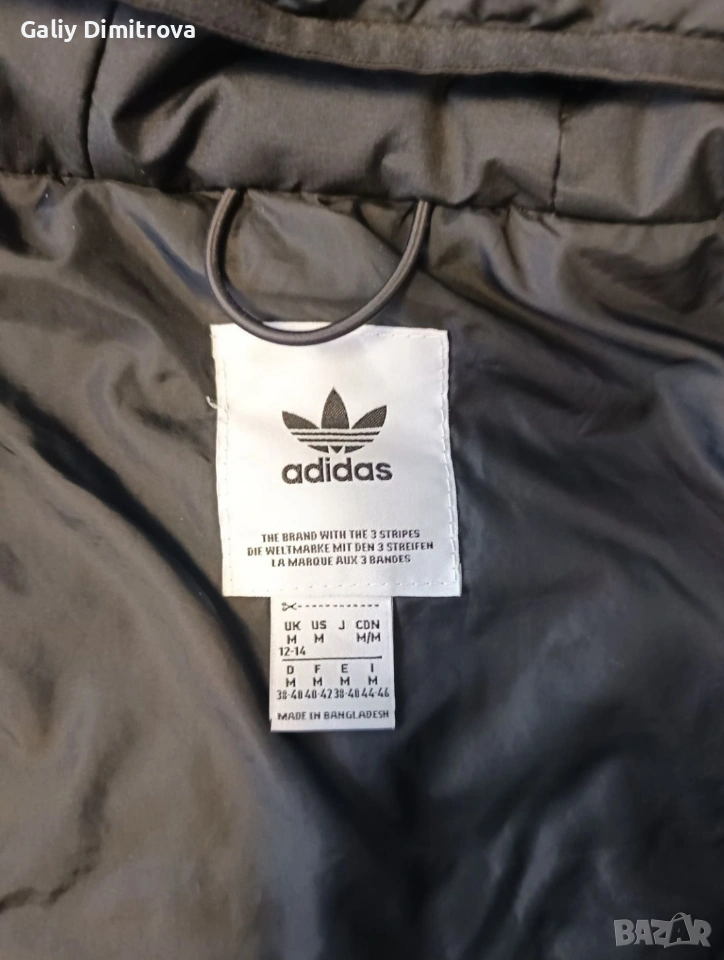 Galiy Dimitrova
adidas
THE BRAND WITH THE 3 STRIPES
DIE WELTMARKE MIT DEN 3 STREIFEN
LA MARQUE AUX 3 BANDES
UK US J CDN
M M M/M
12-14
D F E I
M M M M
38-40 40-42 38-40 44-46
MADE IN BANGLADESH
BAZAR